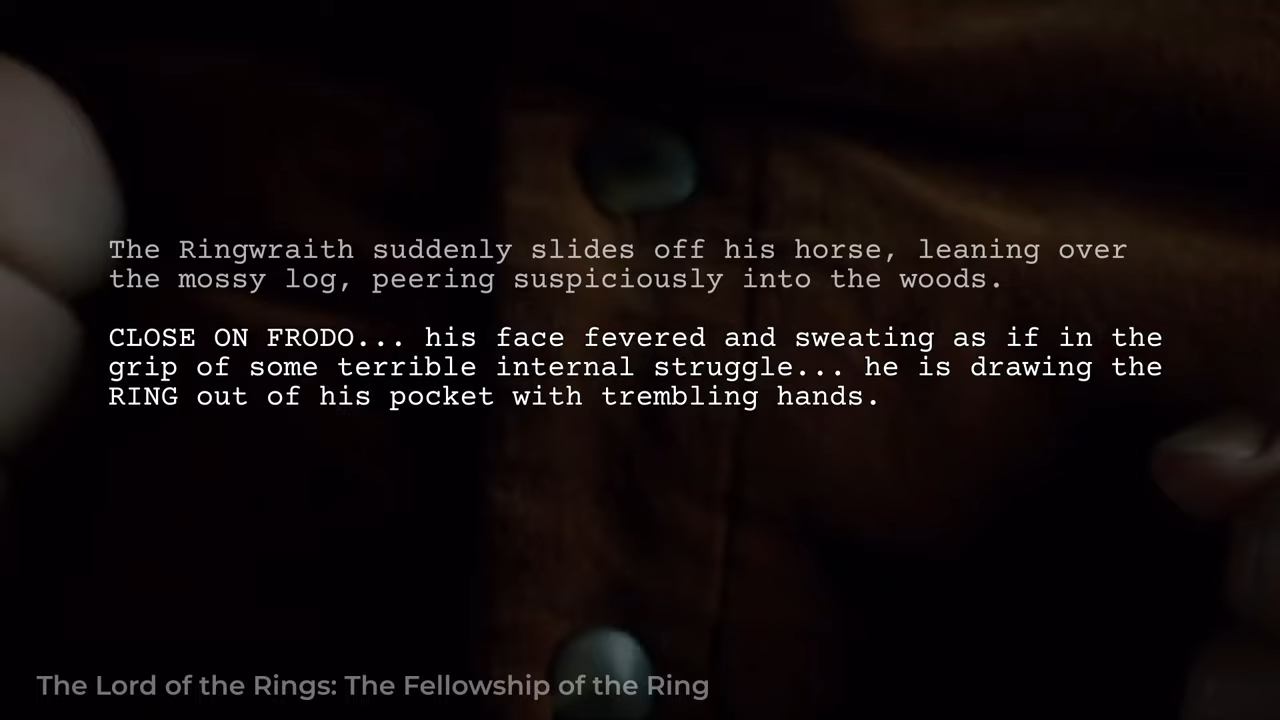 The Ringwraith suddenly slides off his horse, leaning over
the mossy log, peering suspiciously into the woods.
CLOSE ON FRODO... his face fevered and sweating as if in the
grip of some terrible internal struggle... he is drawing the
RING out of his pocket with trembling hands.
The Lord of the Rings: The Fellowship of the Ring